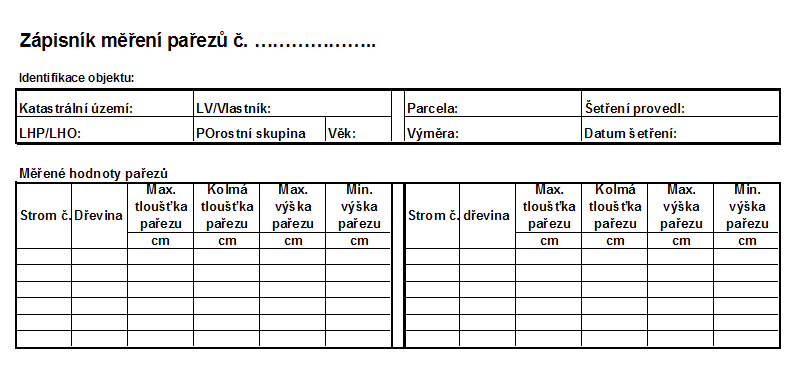 Zápisník měření pařezů č. ………………..
Identifikace objektu:
Katastrální území: LV/Vlastník: Parcela: Šetření provedl:
LHP/LHO: POrostní skupina Věk: Výměra: Datum šetření:
Měřené hodnoty pařezů
Strom č. Dřevina Max. tloušťka pařezu Kolmá tloušťka pařezu Max. výška pařezu Min. výška pařezu Strom č. dřevina Max. tloušťka pařezu Kolmá tloušťka pařezu Max. výška pařezu Min. výška pařezu
cm cm cm cm cm cm cm cm